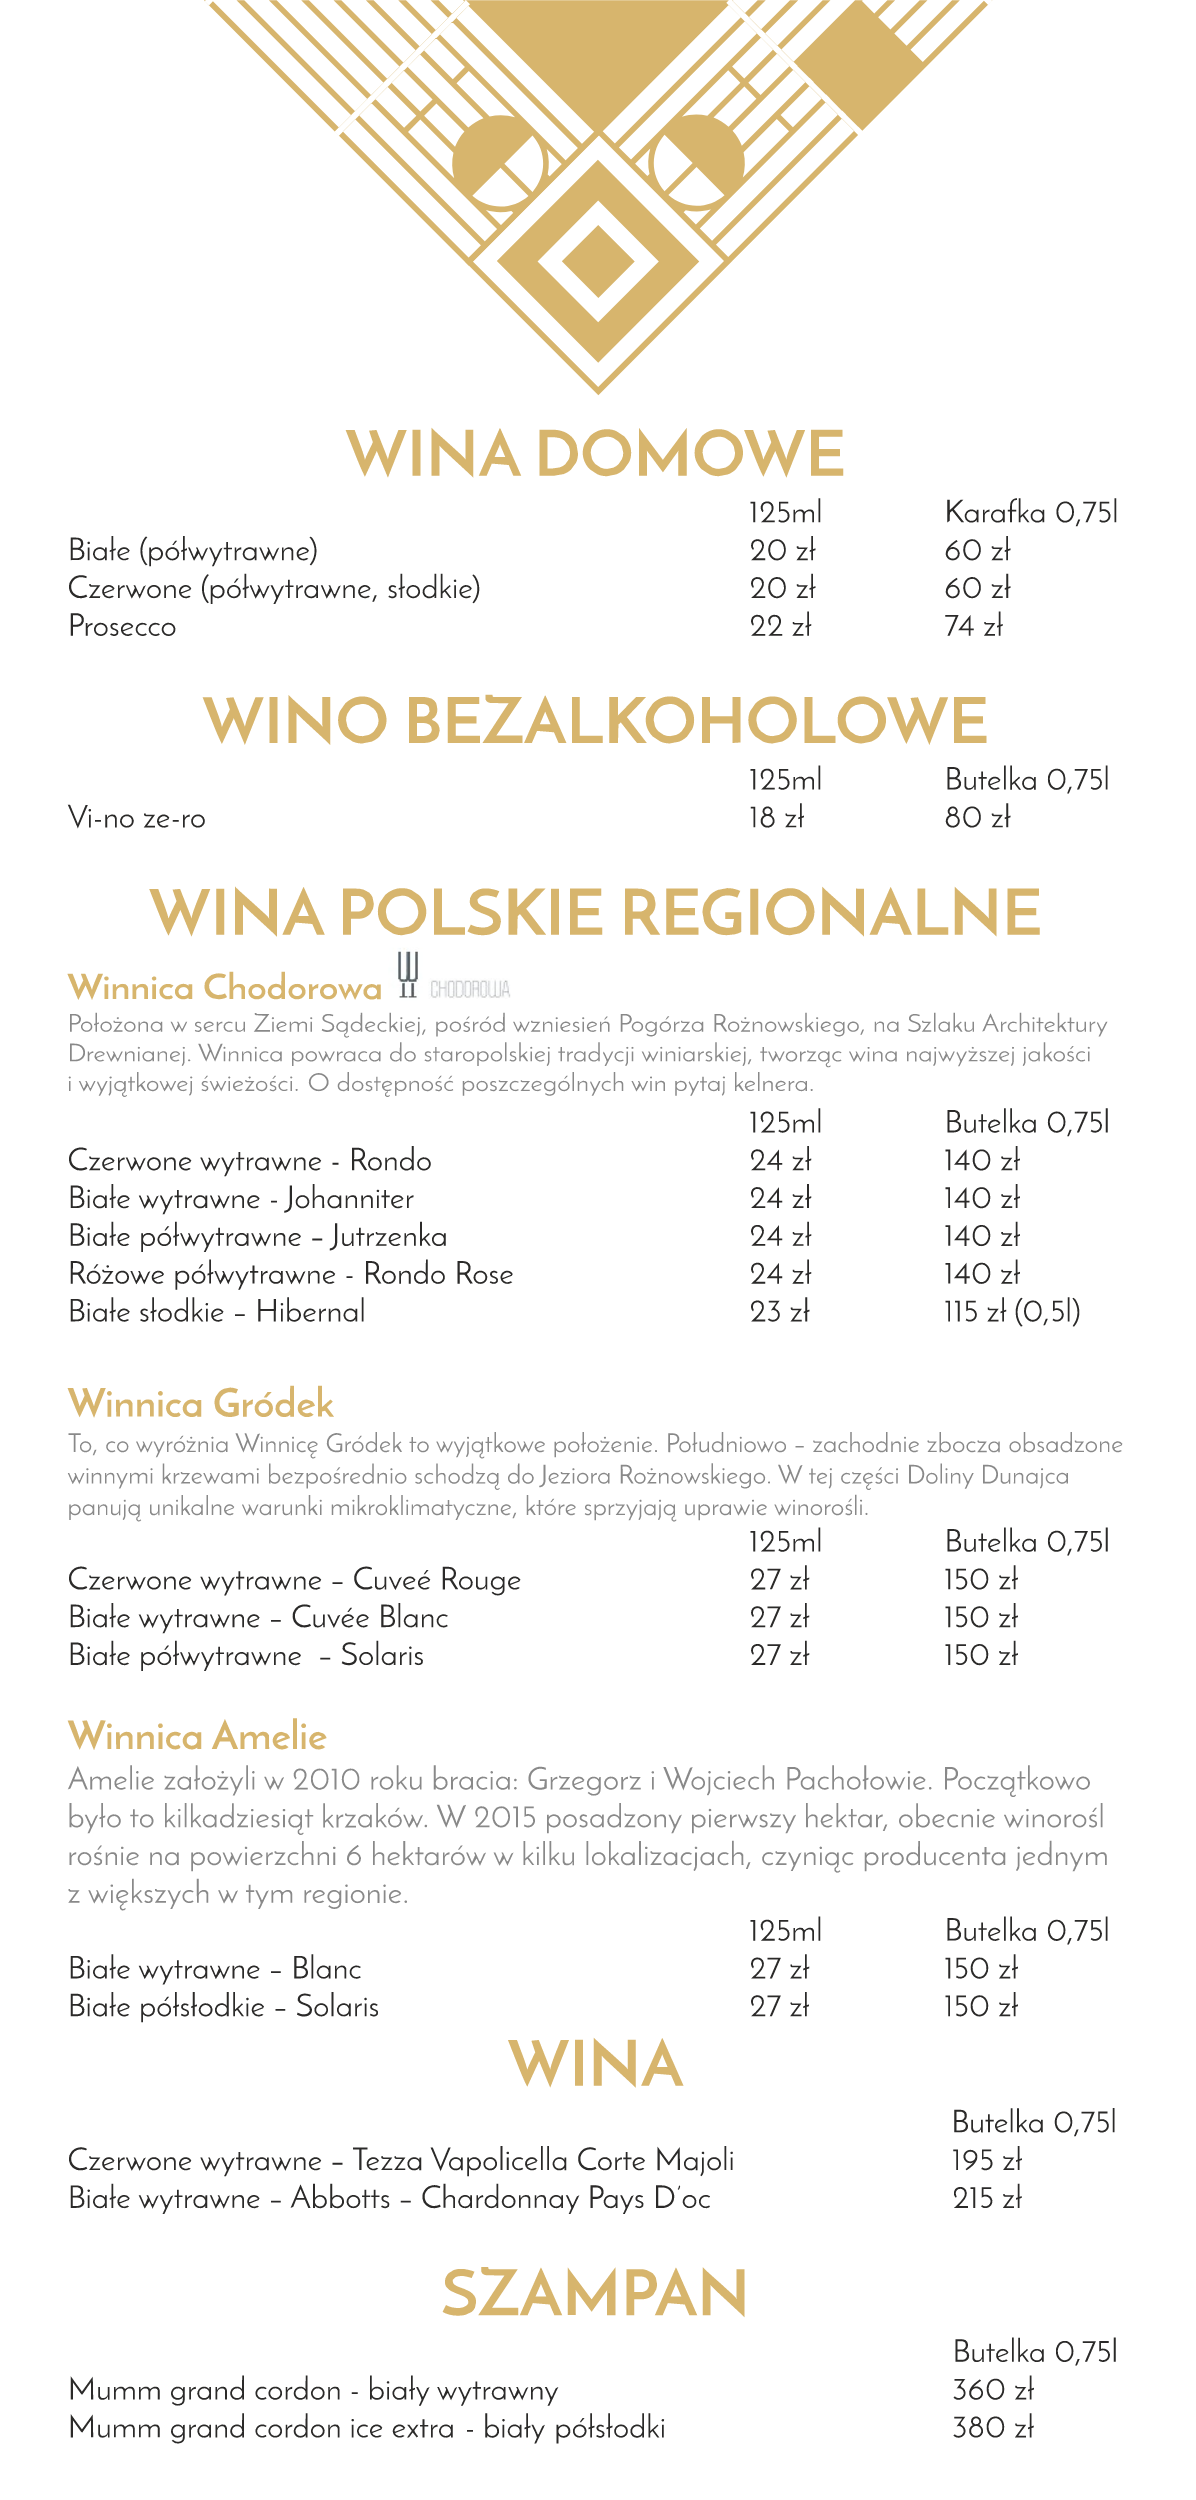 WINA DOMOWE
125ml Karafka 0,75l
Białe (półwytrawne) 20 zł 60 zł
Czerwone (półwytrawne, słodkie) 20 zł 60 zł
Prosecco 22 zł 74 zł
WINO BEZALKOHOLOWE
125ml Butelka 0,75l
Vi-no ze-ro 18 zł 80 zł
WINA POLSKIE REGIONALNE
Winnica Chodorowa CHODOROWA
Położona w sercu Ziemi Sądeckiej, pośród wzniesień Pogórza Rożnowskiego, na Szlaku Architektury
Drewnianej. Winnica powraca do staropolskiej tradycji winiarskiej, tworząc wina najwyższej jakości
i wyjątkowej świeżości. O dostępność poszczególnych win pytaj kelnera.
125ml Butelka 0,75l
Czerwone wytrawne - Rondo 24 zł 140 zł
Białe wytrawne - Johanniter 24 zł 140 zł
Białe półwytrawne – Jutrzenka 24 zł 140 zł
Różowe półwytrawne - Rondo Rose 24 zł 140 zł
Białe słodkie – Hibernal 23 zł 115 zł (0,5l)
Winnica Gródek
To, co wyróżnia Winnicę Gródek to wyjątkowe położenie. Południowo – zachodnie zbocza obsadzone
winnymi krzewami bezpośrednio schodzą do Jeziora Rożnowskiego. W tej części Doliny Dunajca
panują unikalne warunki mikroklimatyczne, które sprzyjają uprawie winorośli.
125ml Butelka 0,75l
Czerwone wytrawne – Cuveé Rouge 27 zł 150 zł
Białe wytrawne – Cuvée Blanc 27 zł 150 zł
Białe półwytrawne – Solaris 27 zł 150 zł
Winnica Amelie
Amelie założyli w 2010 roku bracia: Grzegorz i Wojciech Pachołowie. Początkowo
było to kilkadziesiąt krzaków. W 2015 posadzony pierwszy hektar, obecnie winorośl
rośnie na powierzchni 6 hektarów w kilku lokalizacjach, czyniąc producenta jednym
z większych w tym regionie.
125ml Butelka 0,75l
Białe wytrawne – Blanc 27 zł 150 zł
Białe półsłodkie – Solaris 27 zł 150 zł
WINA
Butelka 0,75l
Czerwone wytrawne – Tezza Vapolicella Corte Majoli 195 zł
Białe wytrawne – Abbotts – Chardonnay Pays D’oc 215 zł
SZAMPAN
Butelka 0,75l
Mumm grand cordon - biały wytrawny 360 zł
Mumm grand cordon ice extra - biały półsłodki 380 zł